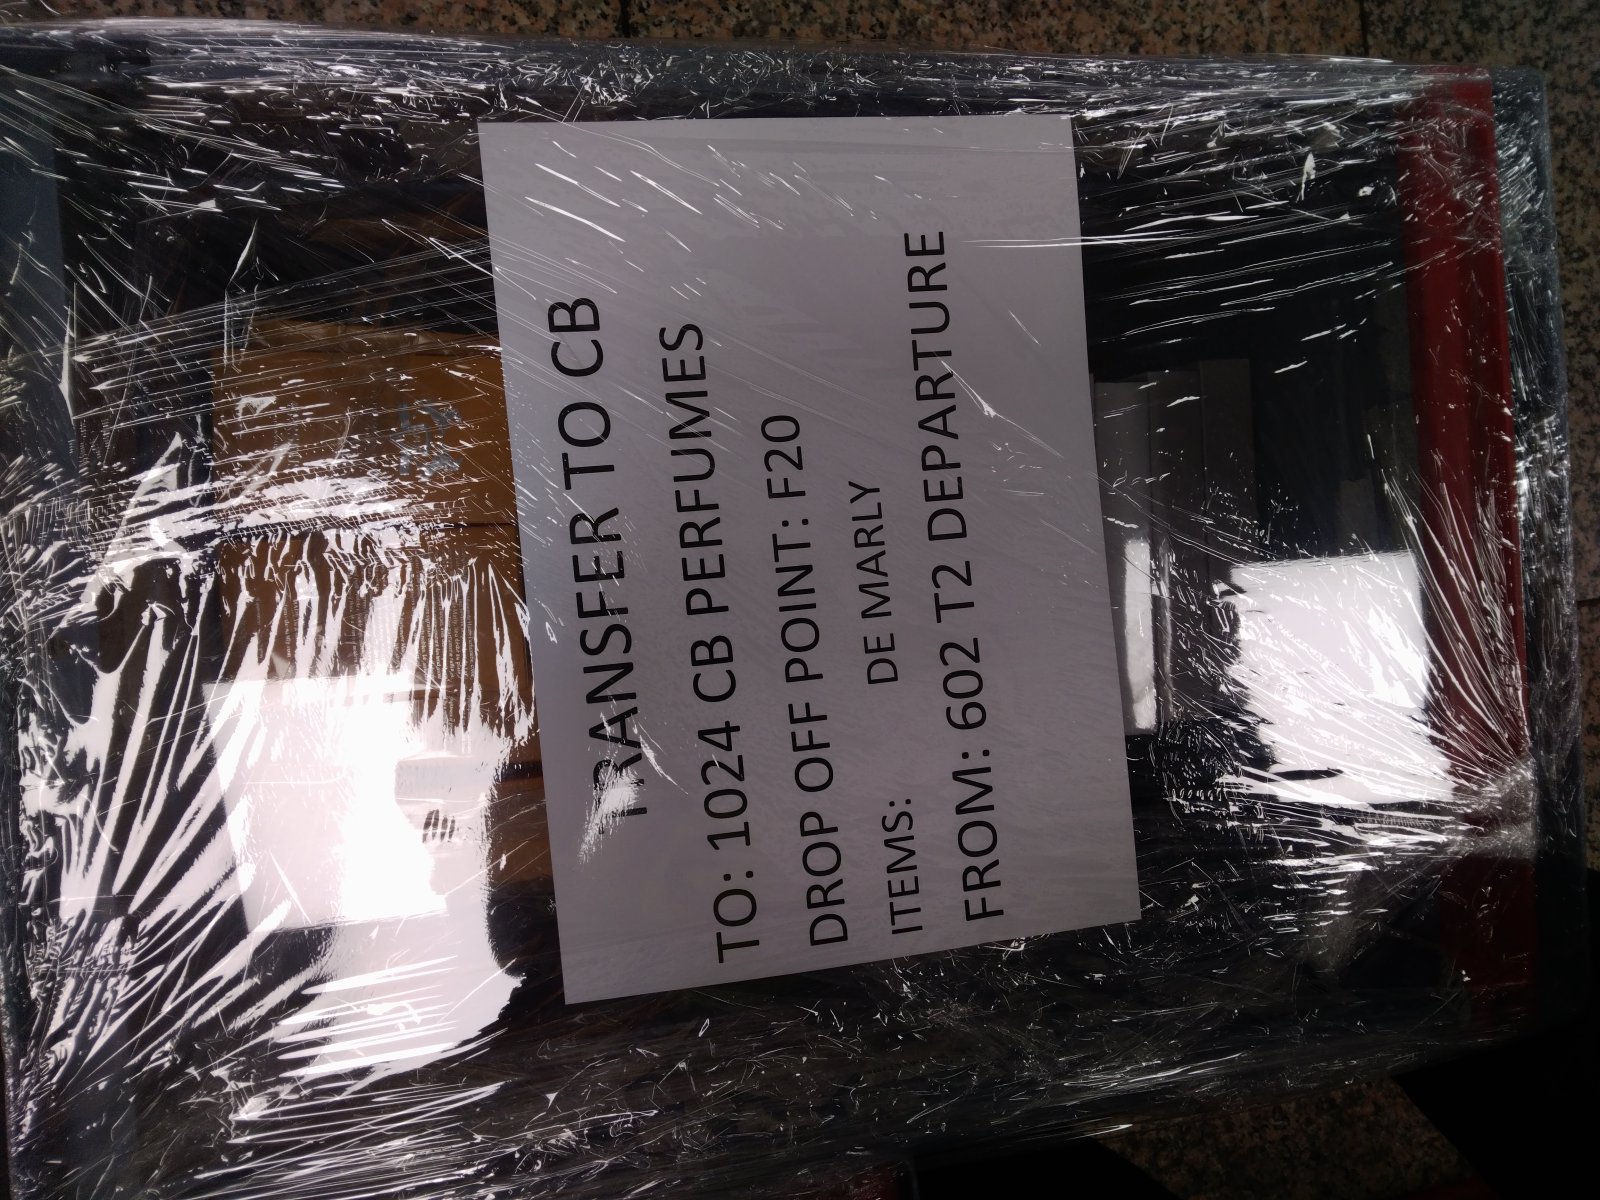 TRANSFER TO CB
TO: 1024 CB PERFUMES
DROP OFF POINT: F20
ITEMS: DE MARLY
FROM: 602 T2 DEPARTURE